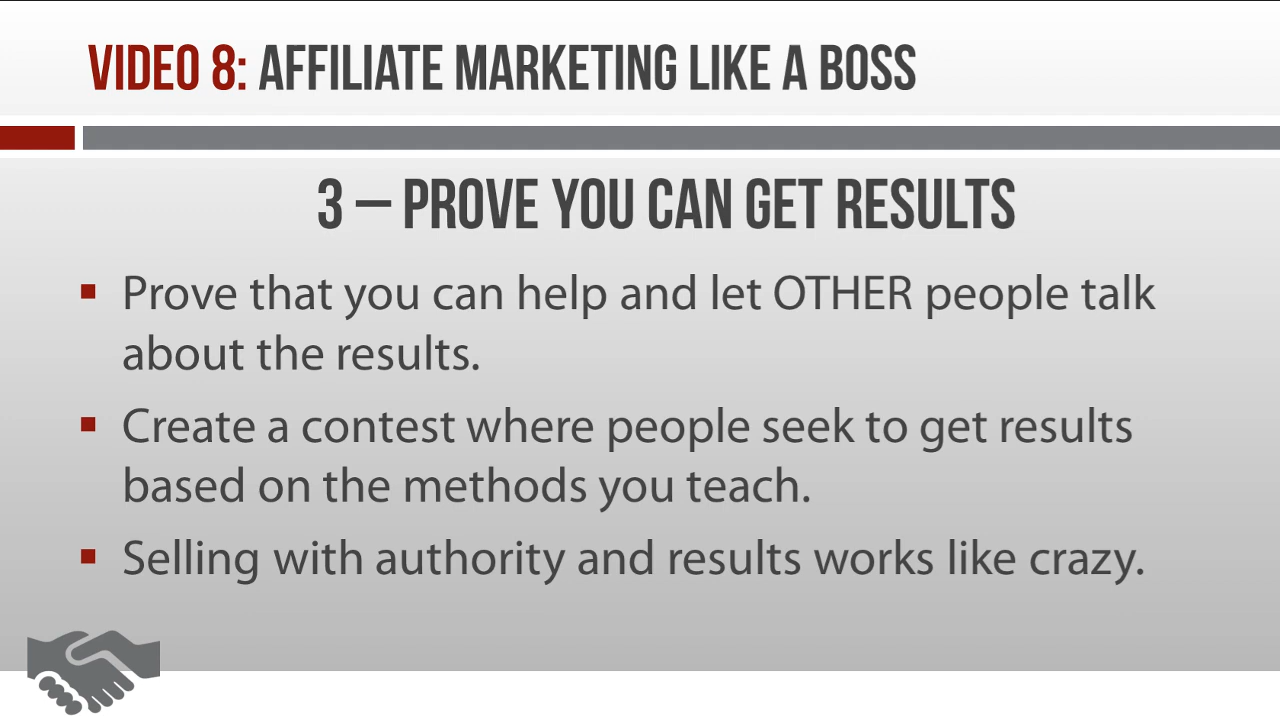 VIDEO 8: AFFILIATE MARKETING LIKE A BOSS
3 – PROVE YOU CAN GET RESULTS
▪ Prove that you can help and let OTHER people talk
about the results.
▪ Create a contest where people seek to get results
based on the methods you teach.
▪ Selling with authority and results works like crazy.